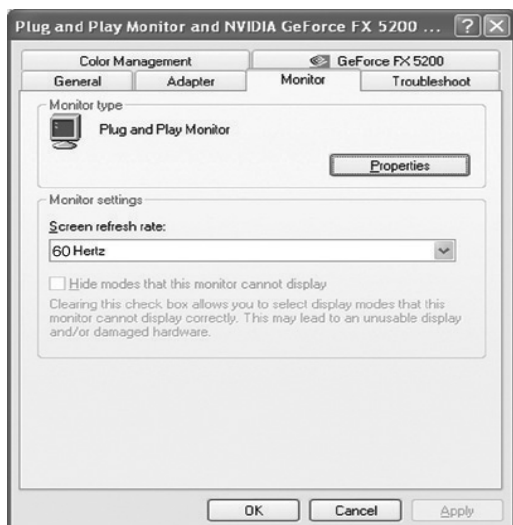 Plug and Play Monitor and NVIDIA GeForce FX 5200 ...
Color Management
GeForce FX 5200
General
Adapter
Monitor
Troubleshoot
Monitor type
Plug and Play Monitor
Properties
Monitor settings
Screen refresh rate:
60 Hertz
Hide modes that this monitor cannot display
Clearing this check box allows you to select display modes that this
monitor cannot display correctly. This may lead to an unusable display
and/or damaged hardware.
OK
Cancel
Apply